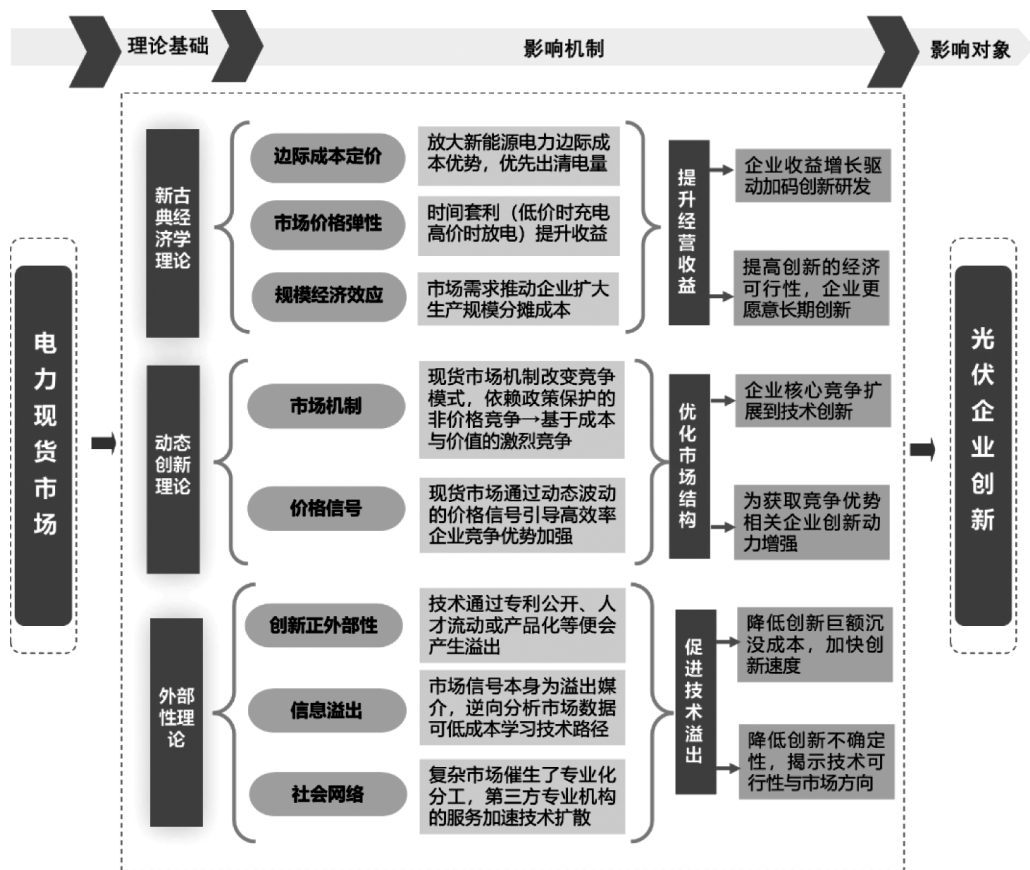 理论基础
影响机制
影响对象
电力现货市场
新古
典经
济学
理论
边际成本定价
放大新能源电力边际成
本优势，优先出清电量
市场价格弹性
时间套利（低价时充电
高价时放电）提升收益
规模经济效应
市场需求推动企业扩大
生产规模分摊成本
提升经营收益
企业收益增长驱
动加码创新研发
提高创新的经济
可行性，企业更
愿意长期创新
动态
创新
理论
市场机制
现货市场机制改变竞争
模式，依赖政策保护的
非价格竞争→基于成本
与价值的激烈竞争
价格信号
现货市场通过动态波动
的价格信号引导高效率
企业竞争优势加强
优化市场结构
企业核心竞争扩
展到技术创新
为获取竞争优势
相关企业创新动
力增强
外部
性理
论
创新正外部性
技术通过专利公开、人
才流动或产品化等便会
产生溢出
信息溢出
市场信号本身为溢出媒
介，逆向分析市场数据
可低成本学习技术路径
社会网络
复杂市场催生了专业化
分工，第三方专业机构
的服务加速技术扩散
促进技术溢出
降低创新巨额沉
没成本，加快创
新速度
降低创新不确定
性，揭示技术可
行性与市场方向
光伏企业创新